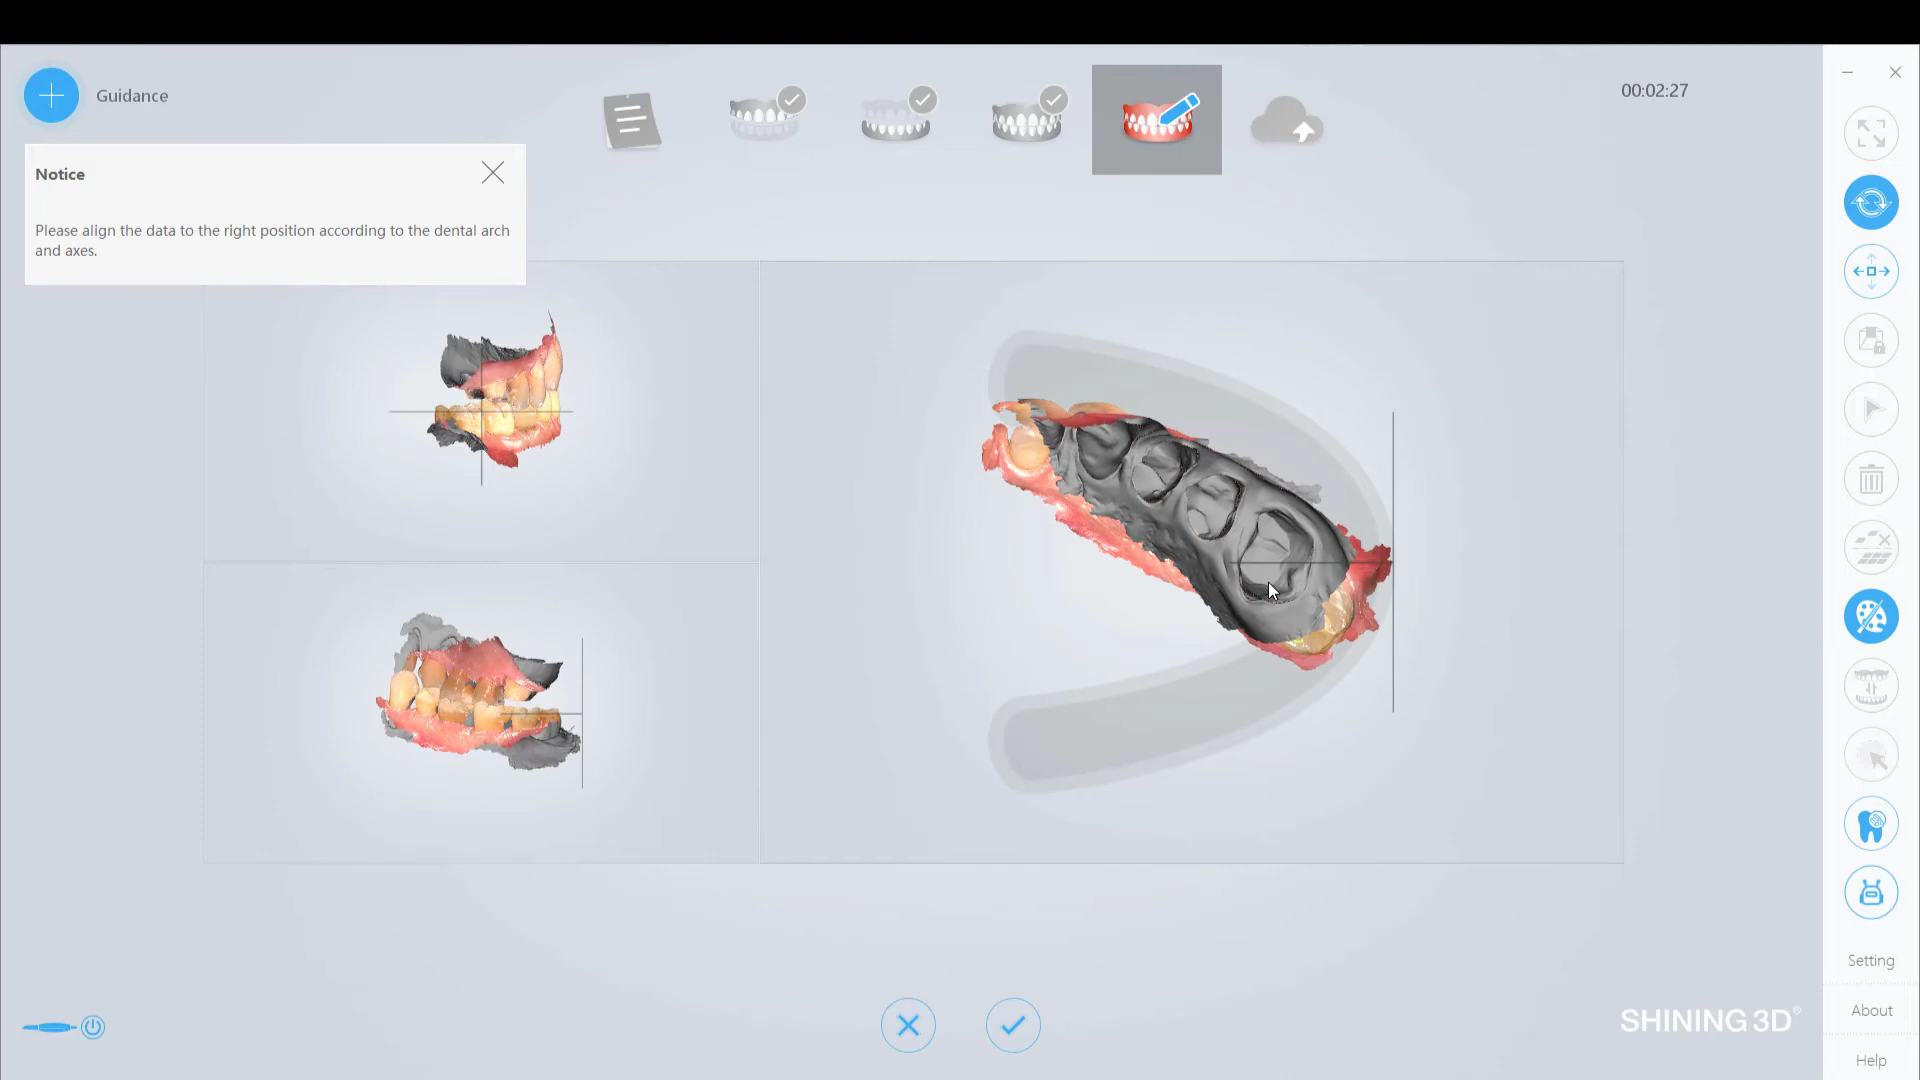 Guidance
00:02:27
Notice
Please align the data to the right position according to the dental arch
and axes.
Setting
About
Help
SHINING 3D®